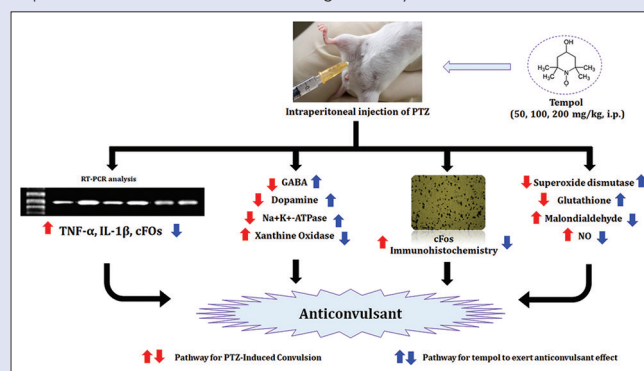 OH
H₃C
CH₃
H₃C
N
CH₃
O
Intraperitoneal injection of PTZ
Tempol
(50, 100, 200 mg/kg, i.p.)
RT-PCR analysis
TNF-α, IL-1β, cFOs
GABA
Dopamine
Na+K+-ATPase
Xanthine Oxidase
cFos
Immunohistochemistry
Superoxide dismutase
Glutathione
Malondialdehyde
NO
Anticonvulsant
Pathway for PTZ-Induced Convulsion
Pathway for tempol to exert anticonvulsant effect